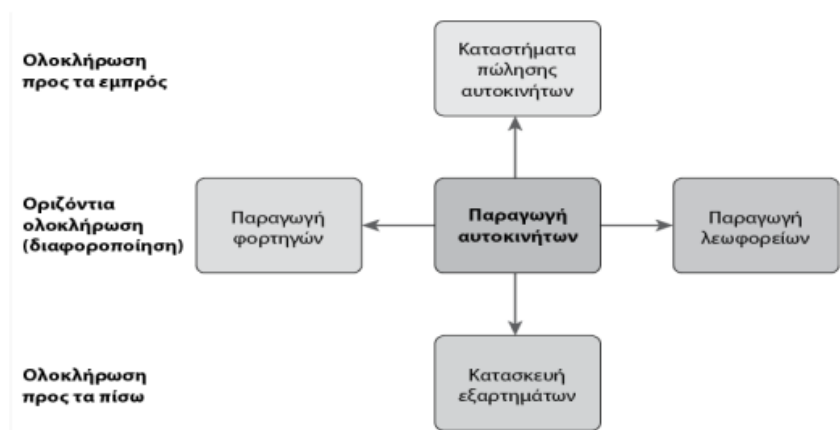 Ολοκλήρωση
προς τα εμπρός
Καταστήματα
πώλησης
αυτοκινήτων
Οριζόντια
ολοκλήρωση
(διαφοροποίηση)
Παραγωγή
φορτηγών
Παραγωγή
αυτοκινήτων
Παραγωγή
λεωφορείων
Ολοκλήρωση
προς τα πίσω
Κατασκευή
εξαρτημάτων